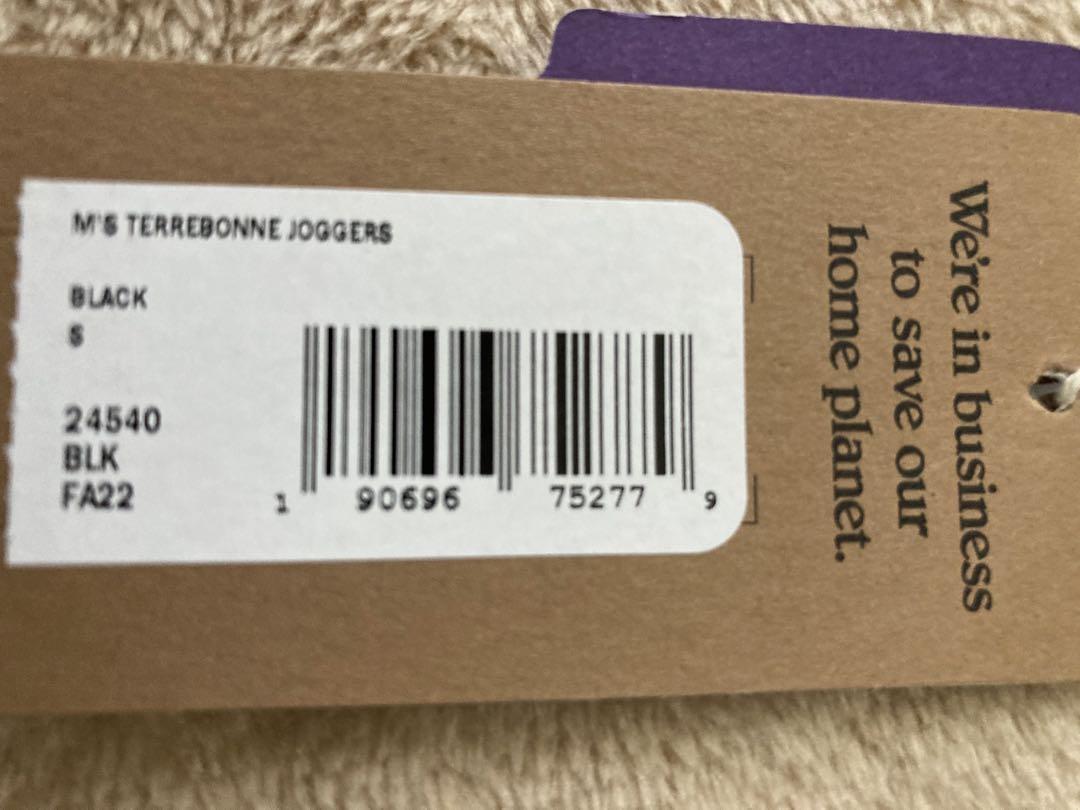 M'S TERREBONNE JOGGERS
BLACK
S
24540
BLK
FA22
1 90696 75277 9
We're in business
to save our
home planet.